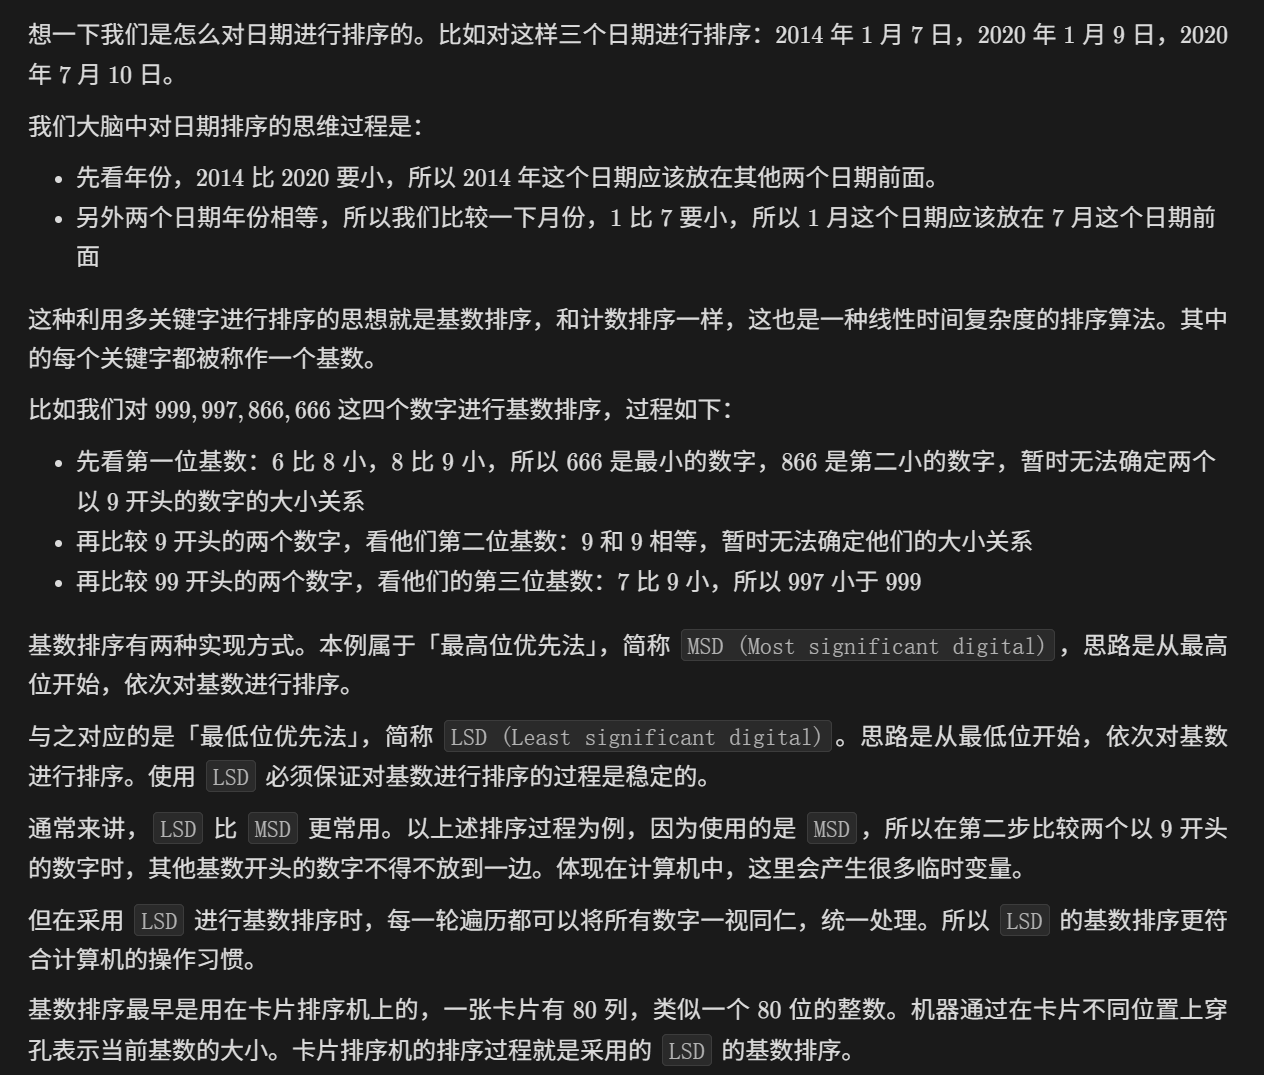 想一下我们是怎么对日期进行排序的。比如对这样三个日期进行排序：2014 年 1 月 7 日，2020 年 1 月 9 日，2020
年 7 月 10 日。
我们大脑中对日期排序的思维过程是：
• 先看年份，2014 比 2020 要小，所以 2014 年这个日期应该放在其他两个日期前面。
• 另外两个日期年份相等，所以我们比较一下月份，1 比 7 要小，所以 1 月这个日期应该放在 7 月这个日期前
面
这种利用多关键字进行排序的思想就是基数排序，和计数排序一样，这也是一种线性时间复杂度的排序算法。其中
的每个关键字都被称作一个基数。
比如我们对 999, 997, 866, 666 这四个数字进行基数排序，过程如下：
• 先看第一位基数：6 比 8 小，8 比 9 小，所以 666 是最小的数字，866 是第二小的数字，暂时无法确定两个
以 9 开头的数字的大小关系
• 再比较 9 开头的两个数字，看他们第二位基数：9 和 9 相等，暂时无法确定他们的大小关系
• 再比较 99 开头的两个数字，看他们的第三位基数：7 比 9 小，所以 997 小于 999
基数排序有两种实现方式。本例属于「最高位优先法」，简称 MSD (Most significant digital)，思路是从最高
位开始，依次对基数进行排序。
与之对应的是「最低位优先法」，简称 LSD (Least significant digital)。思路是从最低位开始，依次对基数
进行排序。使用 LSD 必须保证对基数进行排序的过程是稳定的。
通常来讲，LSD 比 MSD 更常用。以上述排序过程为例，因为使用的是 MSD，所以在第二步比较两个以 9 开头
的数字时，其他基数开头的数字不得不放到一边。体现在计算机中，这里会产生很多临时变量。
但在采用 LSD 进行基数排序时，每一轮遍历都可以将所有数字一视同仁，统一处理。所以 LSD 的基数排序更符
合计算机的操作习惯。
基数排序最早是用在卡片排序机上的，一张卡片有 80 列，类似一个 80 位的整数。机器通过在卡片不同位置上穿
孔表示当前基数的大小。卡片排序机的排序过程就是采用的 LSD 的基数排序。